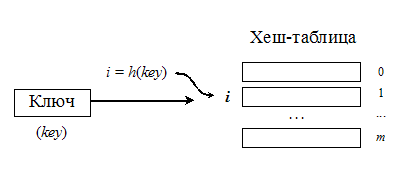 Хеш-таблица
i = h(key)
0
Ключ
i
1
(key)
... ...
m